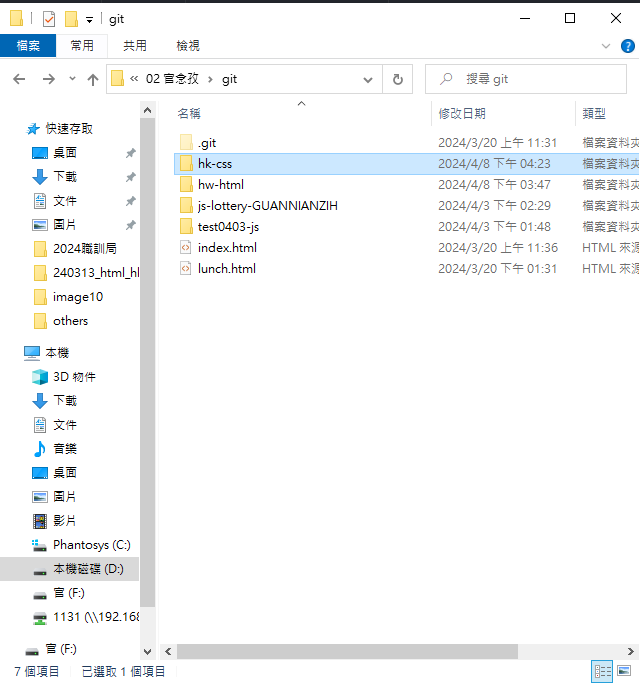 git
檔案 常用 共用 檢視
« 02 官念孜 › git
搜尋 git
名稱 修改日期 類型
.git 2024/3/20 上午 11:31 檔案資料夾
hk-css 2024/4/8 下午 04:23 檔案資料夾
hw-html 2024/4/8 下午 03:47 檔案資料夾
js-lottery-GUANNIANZIH 2024/4/3 下午 02:29 檔案資料夾
test0403-js 2024/4/3 下午 01:48 檔案資料夾
index.html 2024/3/20 上午 11:36 HTML 來源
lunch.html 2024/3/20 下午 01:31 HTML 來源
快速存取
桌面
下載
文件
圖片
2024職訓局
240313_html_hl
image10
others
本機
3D 物件
下載
文件
音樂
桌面
圖片
影片
Phantosys (C:)
本機磁碟 (D:)
官 (F:)
1131 (\\192.168
官 (F:)
7 個項目 已選取 1 個項目